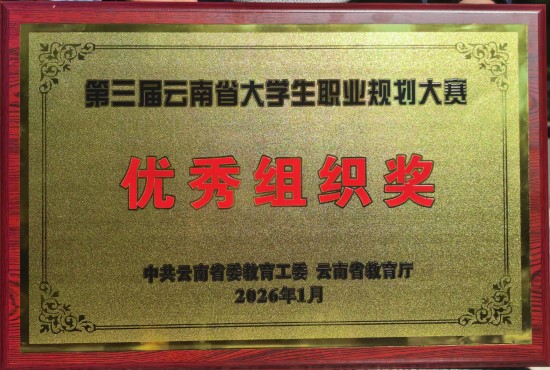 第三届云南省大学生职业规划大赛
优秀组织奖
中共云南省委教育工委 云南省教育厅
2026年1月